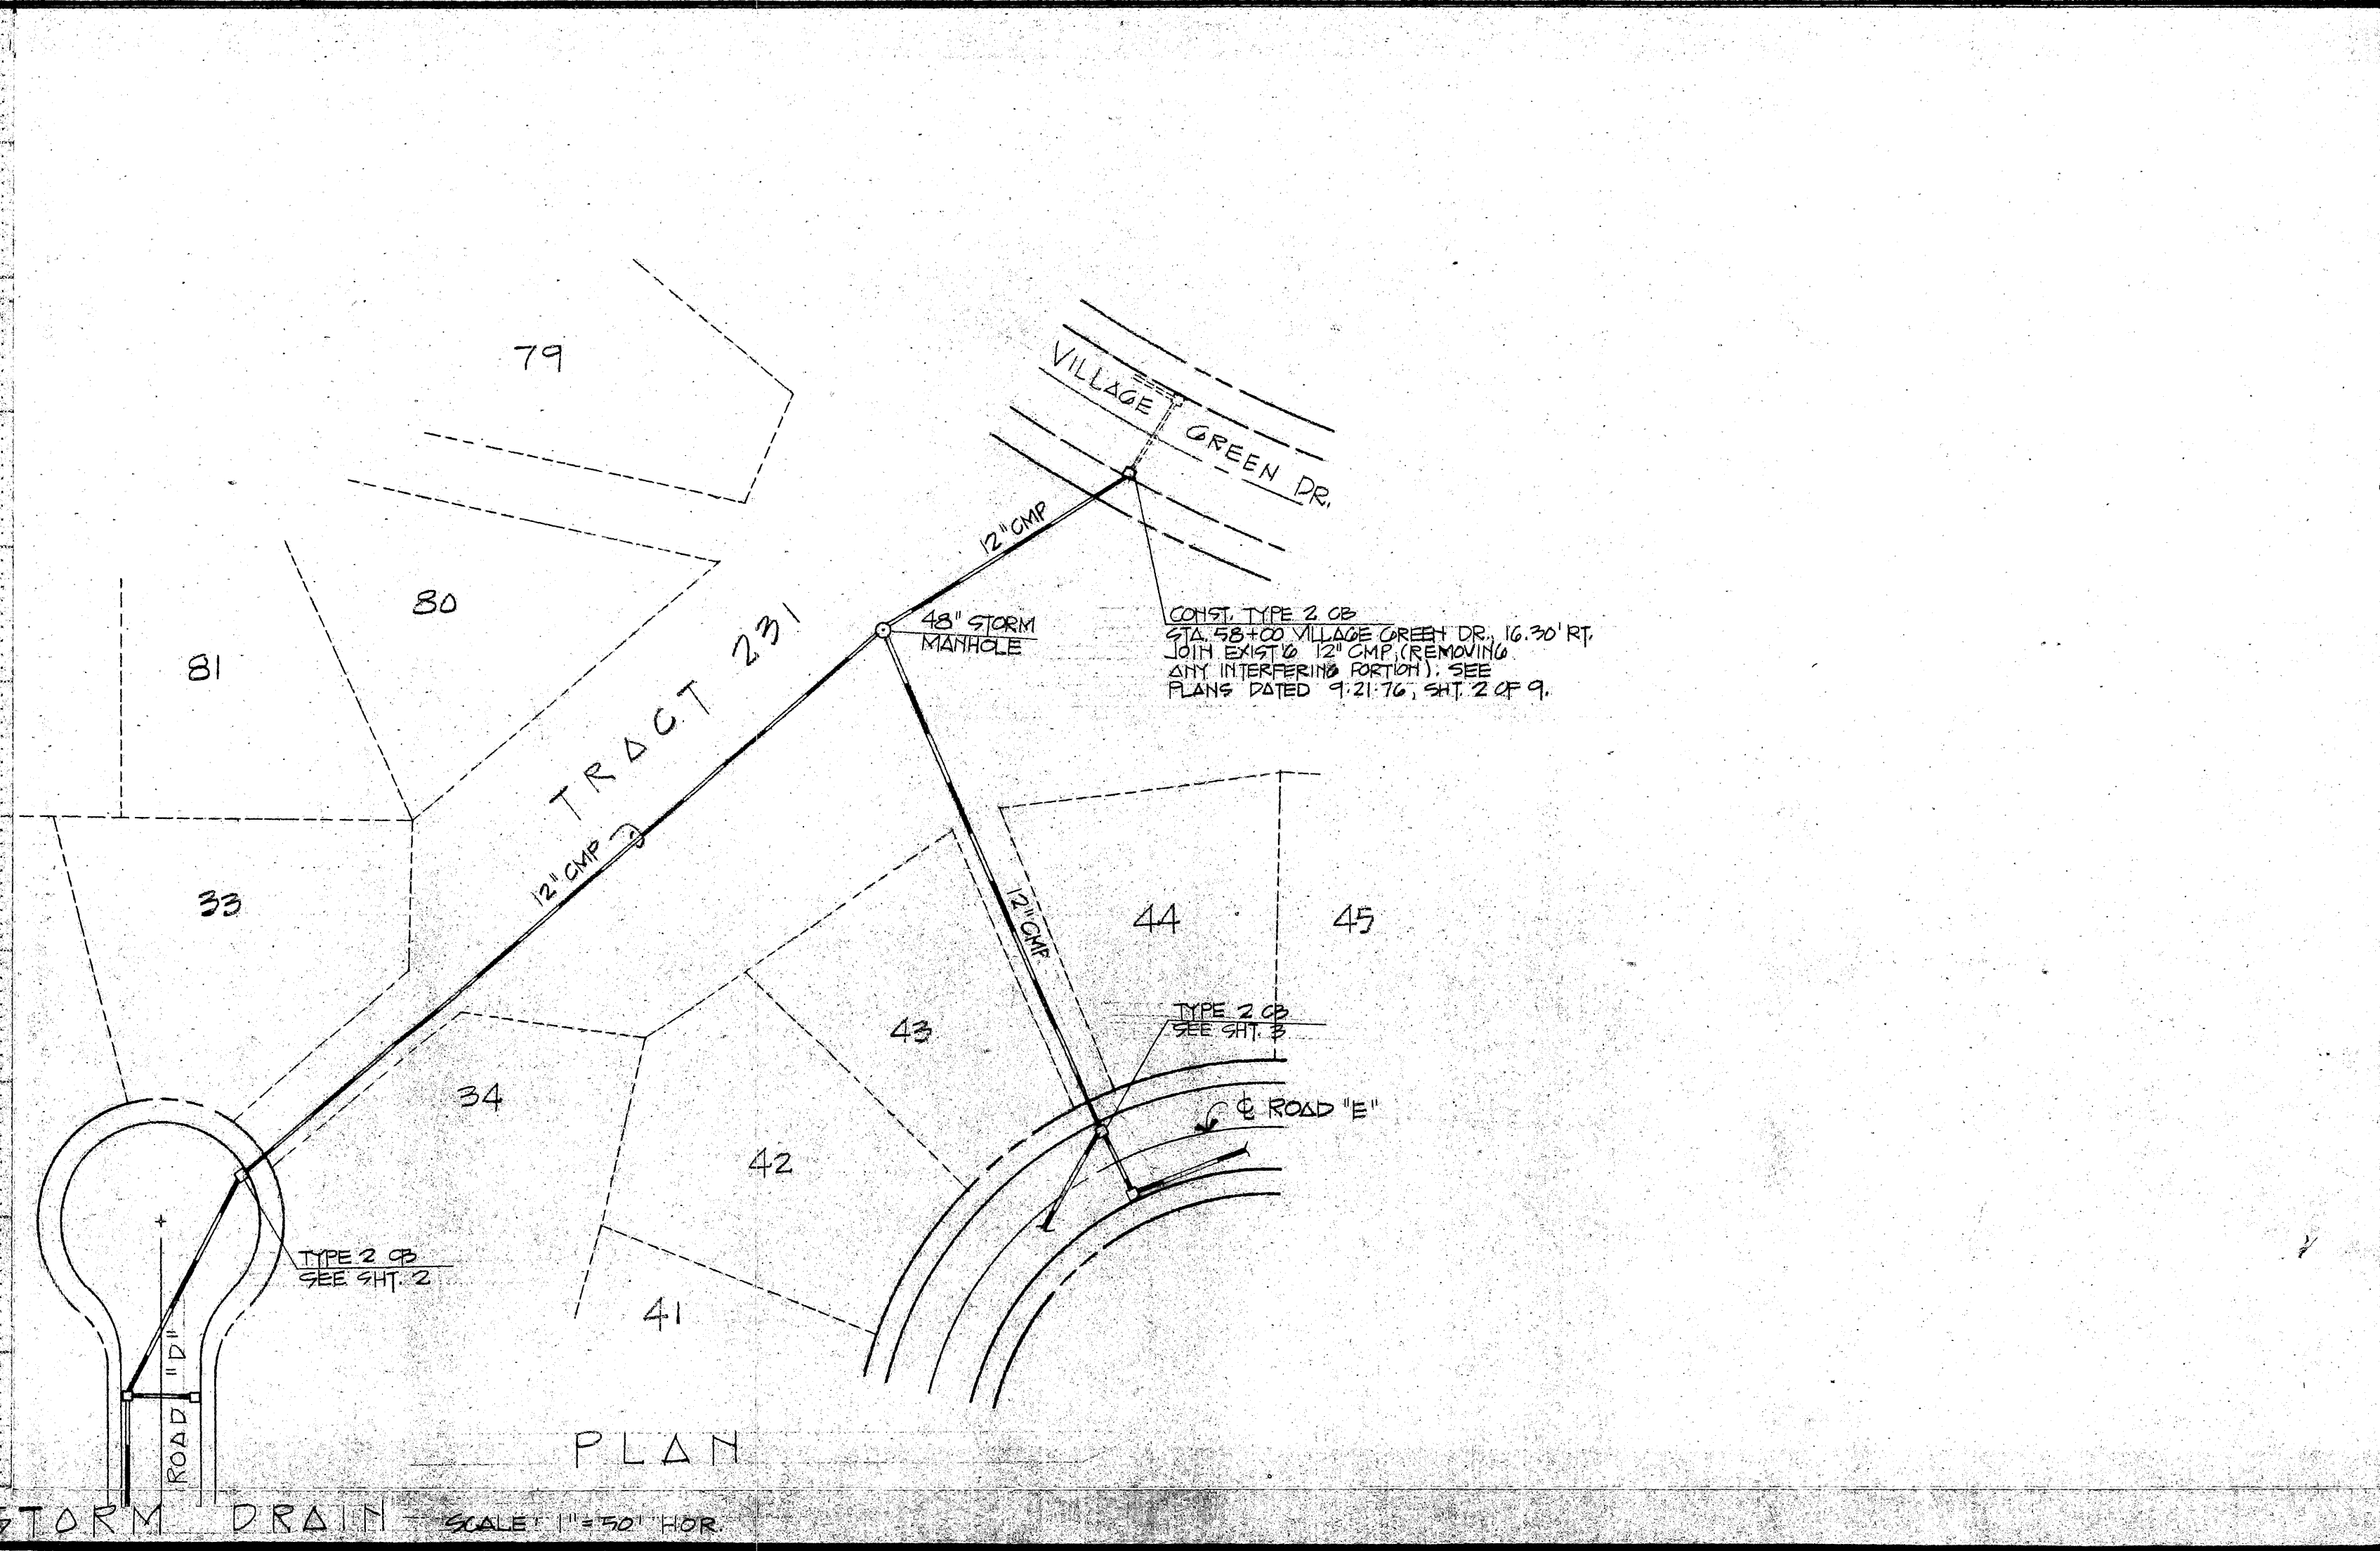 79
VILLAGE GREEN DR.
12" CMP
80
48" STORM
MANHOLE
CONST. TYPE 2 CB
STA. 58+00 VILLAGE GREEN DR., 16.30' RT.
JOIN EXIST'G 12" CMP, (REMOVING
ANY INTERFERING PORTION). SEE
PLANS DATED 9-21-76, SHT. 2 OF 9.
81
TRACT 231
12" CMP
33
12" CMP
44
45
TYPE 2 CB
SEE SHT. 3
43
34
℄ ROAD "E"
42
TYPE 2 CB
SEE SHT. 2
41
ROAD "D"
PLAN
STORM DRAIN SCALE: 1"=50' HOR.